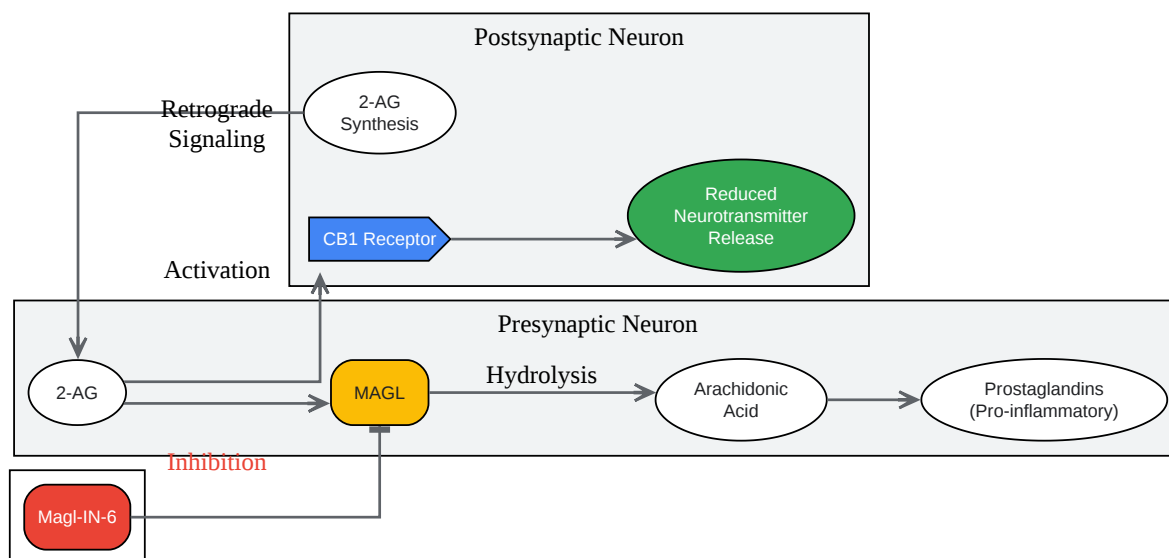 Postsynaptic Neuron
2-AG
Synthesis
Retrograde
Signaling
Reduced
Neurotransmitter
Release
CB1 Receptor
Activation
Presynaptic Neuron
2-AG
MAGL
Hydrolysis
Arachidonic
Acid
Prostaglandins
(Pro-inflammatory)
Inhibition
Magl-IN-6